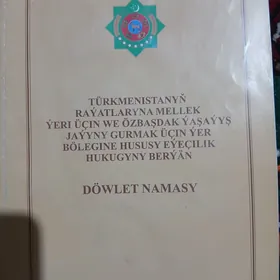 TÜRKMENISTANYŇ
RAÝATLARYNA MELLEK
ÝERI ÜÇIN WE ÖZBAŞDAK ÝAŞAÝYŞ
JAÝYNY GURMAK ÜÇIN ÝER
BÖLEGINE HUSUSY EÝEÇILIK
HUKUGYNY BERÝÄN
DÖWLET NAMASY